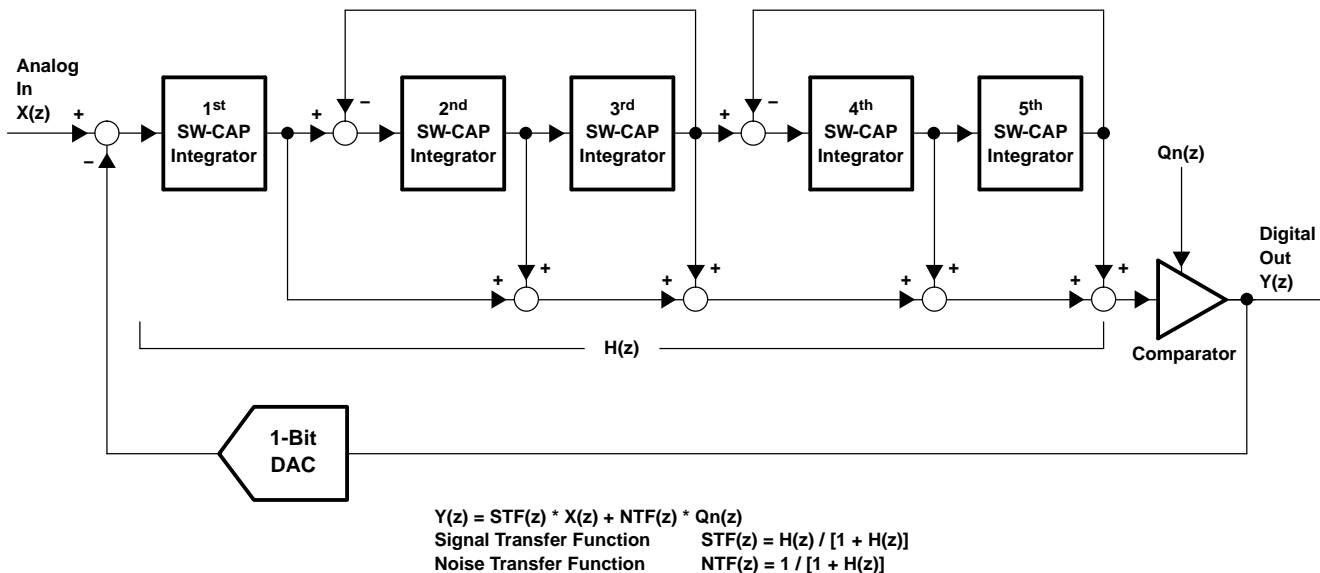 Analog
In
X(z)
+
−
1st
SW-CAP
Integrator
+
−
2nd
SW-CAP
Integrator
3rd
SW-CAP
Integrator
+
−
4th
SW-CAP
Integrator
5th
SW-CAP
Integrator
Qn(z)
+
+
+
+
+
+
+
+
Digital
Out
Y(z)
H(z)
Comparator
1-Bit
DAC
Y(z) = STF(z) * X(z) + NTF(z) * Qn(z)
Signal Transfer Function STF(z) = H(z) / [1 + H(z)]
Noise Transfer Function NTF(z) = 1 / [1 + H(z)]